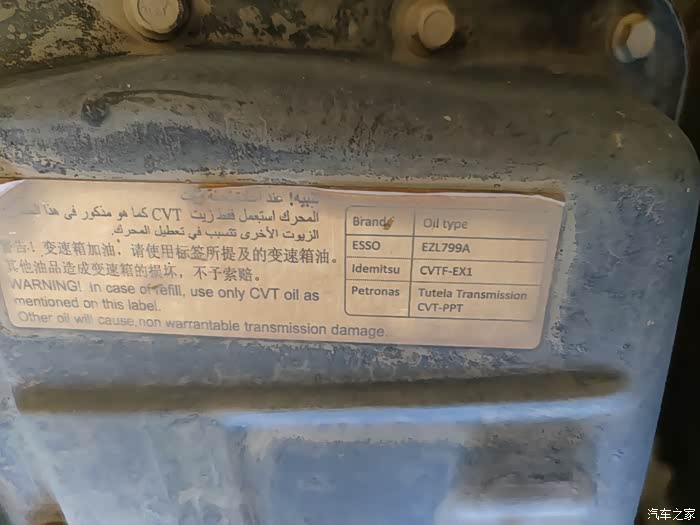 تنبيه! عند
المحرك استعمل فقط زيت CVT كما هو مذكور في هذا
الزيوت الأخرى تتسبب في تعطيل المحرك.
警告!变速箱加油,请使用标签所提及的变速箱油。
其他油品造成变速箱的损坏,不予索赔。
WARNING! in case of refill, use only CVT oil as
mentioned on this label.
Other oil will cause non warrantable transmission damage.
Brand Oil type
ESSO EZL799A
Idemitsu CVTF-EX1
Petronas Tutela Transmission
CVT-PPT
汽车之家